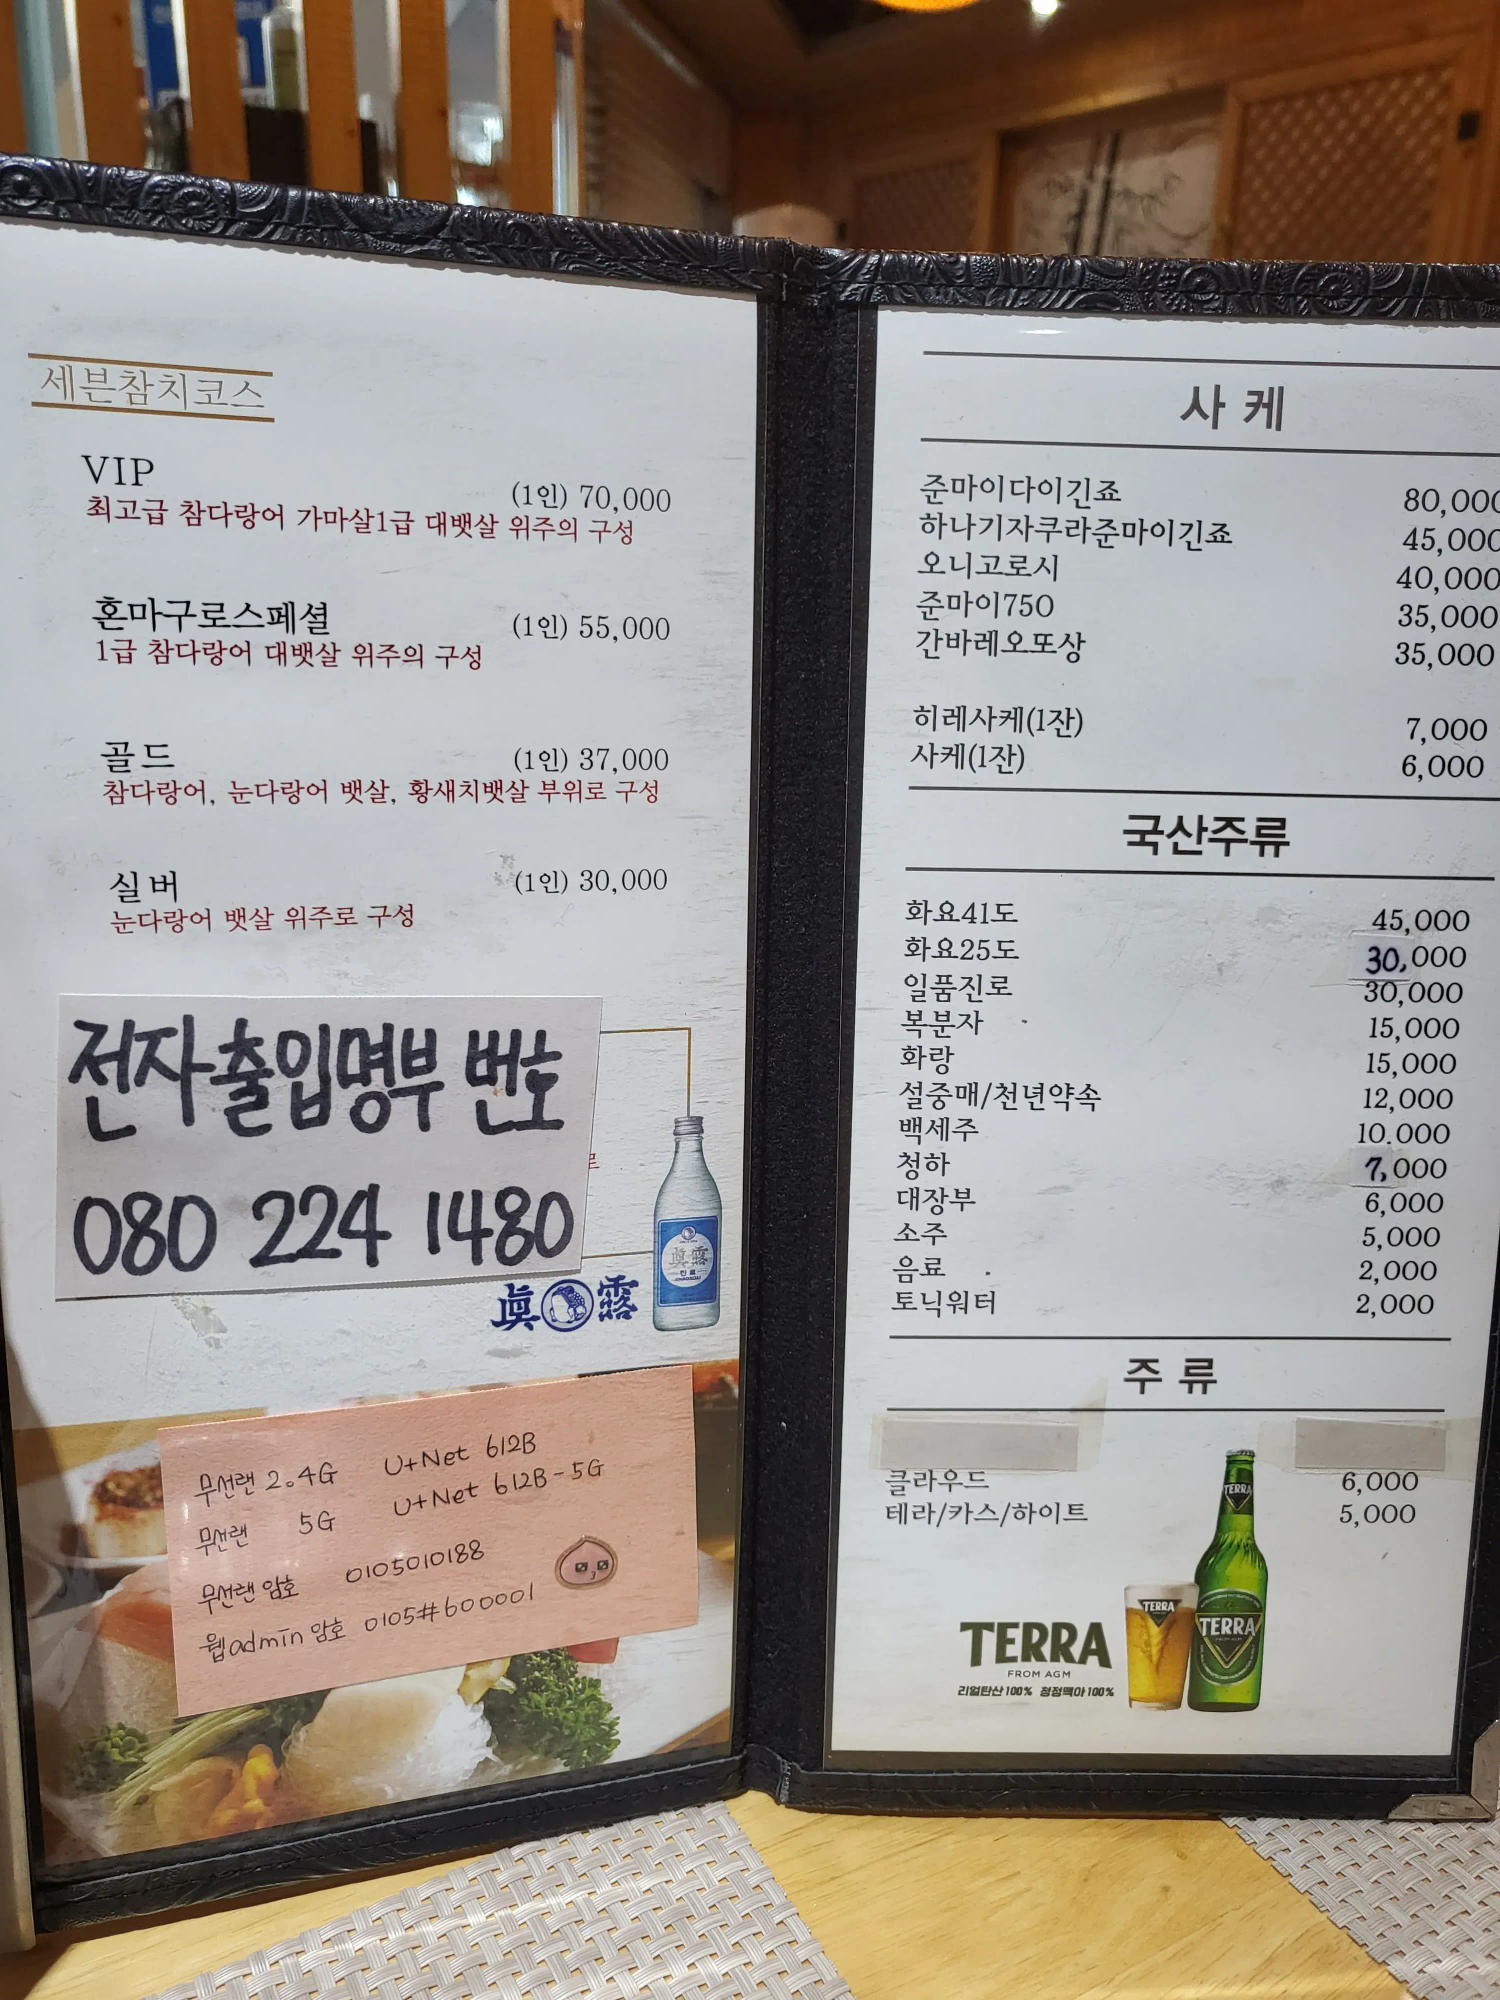 세븐참치코스
VIP (1인) 70,000
최고급 참다랑어 가마살1급 대뱃살 위주의 구성
혼마구로스페셜 (1인) 55,000
1급 참다랑어 대뱃살 위주의 구성
골드 (1인) 37,000
참다랑어, 눈다랑어 뱃살, 황새치뱃살 부위로 구성
실버 (1인) 30,000
눈다랑어 뱃살 위주로 구성
전자출입명부 번호
080 224 1480
眞露
眞露
진로
무선랜 2.4G U+Net 612B
무선랜 5G U+Net 612B-5G
무선랜 암호 0105010188
웹admin 암호 0105#600001
사케
준마이다이긴죠 80,000
하나기자쿠라준마이긴죠 45,000
오니고로시 40,000
준마이750 35,000
간바레오또상 35,000
히레사케(1잔) 7,000
사케(1잔) 6,000
국산주류
화요41도 45,000
화요25도 30,000
일품진로 30,000
복분자 15,000
화랑 15,000
설중매/천년약속 12,000
백세주 10.000
청하 7,000
대장부 6,000
소주 5,000
음료 2,000
토닉워터 2,000
주류
클라우드 6,000
테라/카스/하이트 5,000
TERRA
FROM AGM
리얼탄산100% 청정맥아100%
TERRA
TERRA
TERRA